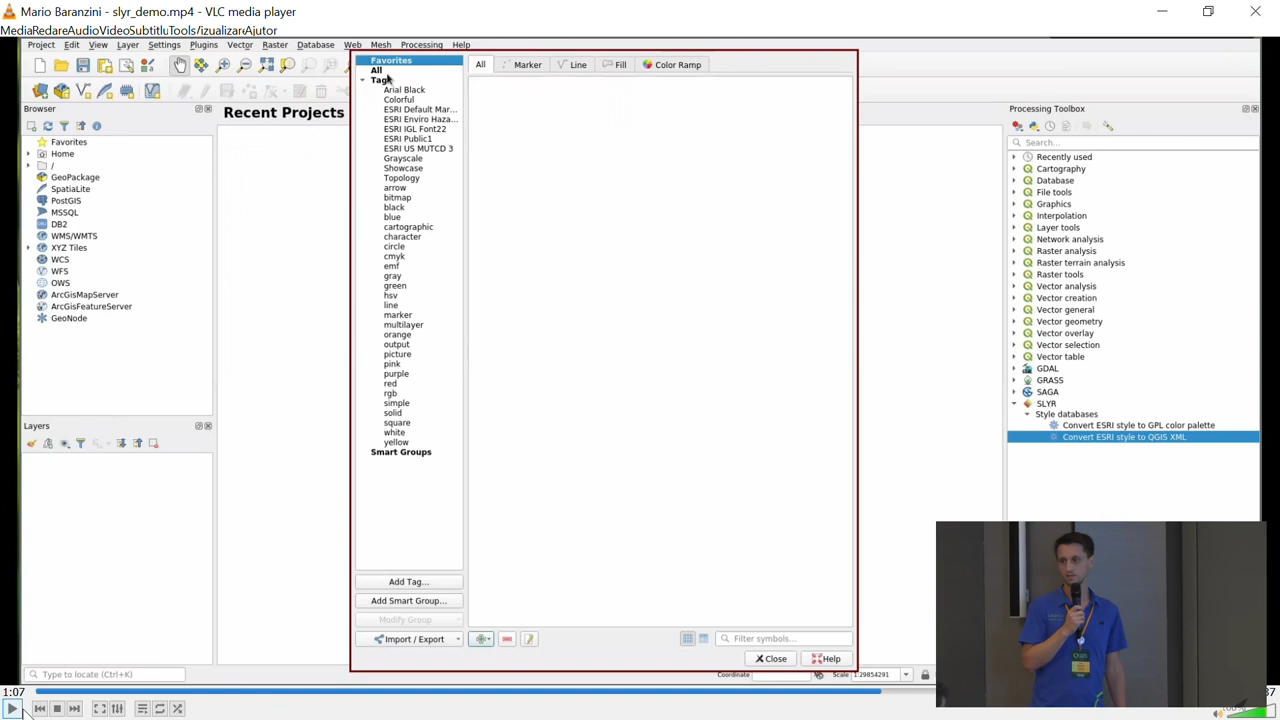 Mario Baranzini - slyr_demo.mp4 - VLC media player
MediaRedareAudioVideoSubtitluTools/izualizareAjutor
Project Edit View Layer Settings Plugins Vector Raster Database Web Mesh Processing Help
Browser
Favorites
Home
/
GeoPackage
SpatiaLite
PostGIS
MSSQL
DB2
WMS/WMTS
XYZ Tiles
WCS
WFS
OWS
ArcGisMapServer
ArcGisFeatureServer
GeoNode
Layers
Recent Projects
Favorites
All
Tags
Arial Black
Colorful
ESRI Default Mar...
ESRI Enviro Haza...
ESRI IGL Font22
ESRI Public1
ESRI US MUTCD 3
Grayscale
Showcase
Topology
arrow
bitmap
black
blue
cartographic
character
circle
cmyk
emf
gray
green
hsv
line
marker
multilayer
orange
output
picture
pink
purple
red
rgb
simple
solid
square
white
yellow
Smart Groups
Add Tag...
Add Smart Group...
Modify Group
Import / Export
All Marker Line Fill Color Ramp
Filter symbols...
Close Help
Processing Toolbox
Search...
Recently used
Cartography
Database
File tools
Graphics
Interpolation
Layer tools
Network analysis
Raster analysis
Raster terrain analysis
Raster tools
Vector analysis
Vector creation
Vector general
Vector geometry
Vector overlay
Vector selection
Vector table
GDAL
GRASS
SAGA
SLYR
Style databases
Convert ESRI style to GPL color palette
Convert ESRI style to QGIS XML
Type to locate (Ctrl+K)
Coordinate
Scale 1:29854291
1:07